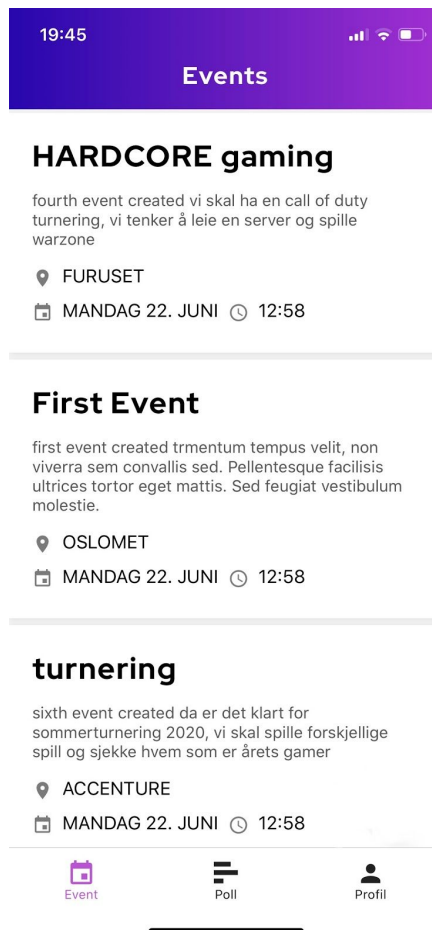 19:45
Events
HARDCORE gaming
fourth event created vi skal ha en call of duty
turnering, vi tenker å leie en server og spille
warzone
FURUSET
MANDAG 22. JUNI 12:58
First Event
first event created trmentum tempus velit, non
viverra sem convallis sed. Pellentesque facilisis
ultrices tortor eget mattis. Sed feugiat vestibulum
molestie.
OSLOMET
MANDAG 22. JUNI 12:58
turnering
sixth event created da er det klart for
sommerturnering 2020, vi skal spille forskjellige
spill og sjekke hvem som er årets gamer
ACCENTURE
MANDAG 22. JUNI 12:58
Event Poll Profil